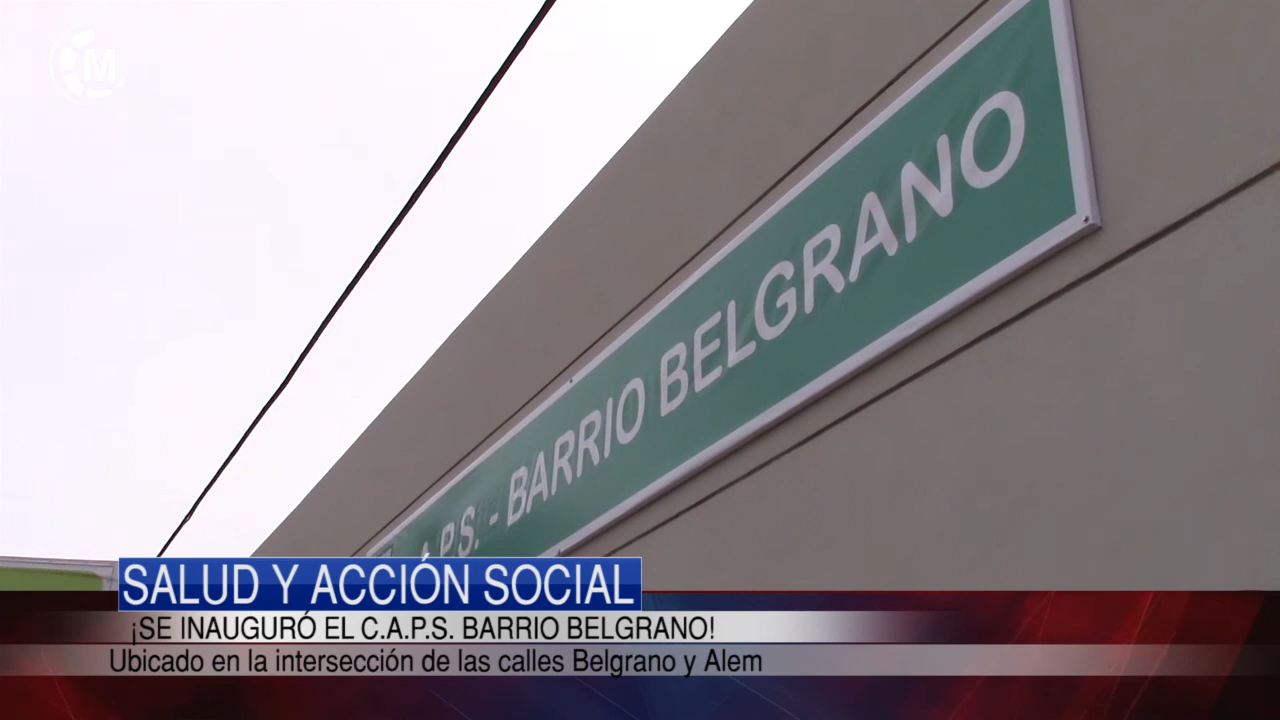 M
A.P.S. - BARRIO BELGRANO
SALUD Y ACCIÓN SOCIAL
¡SE INAUGURÓ EL C.A.P.S. BARRIO BELGRANO!
Ubicado en la intersección de las calles Belgrano y Alem